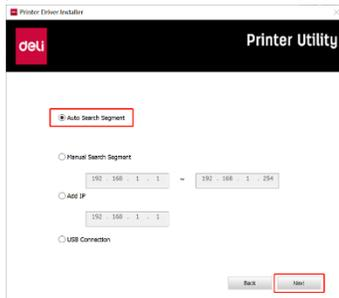 Printer Driver Installer
deli
Printer Utility
Auto Search Segment
Manual Search Segment
192 . 168 . 1 . 1 ~ 192 . 168 . 1 . 254
Add IP
192 . 168 . 1 . 1
USB Connection
Back Next